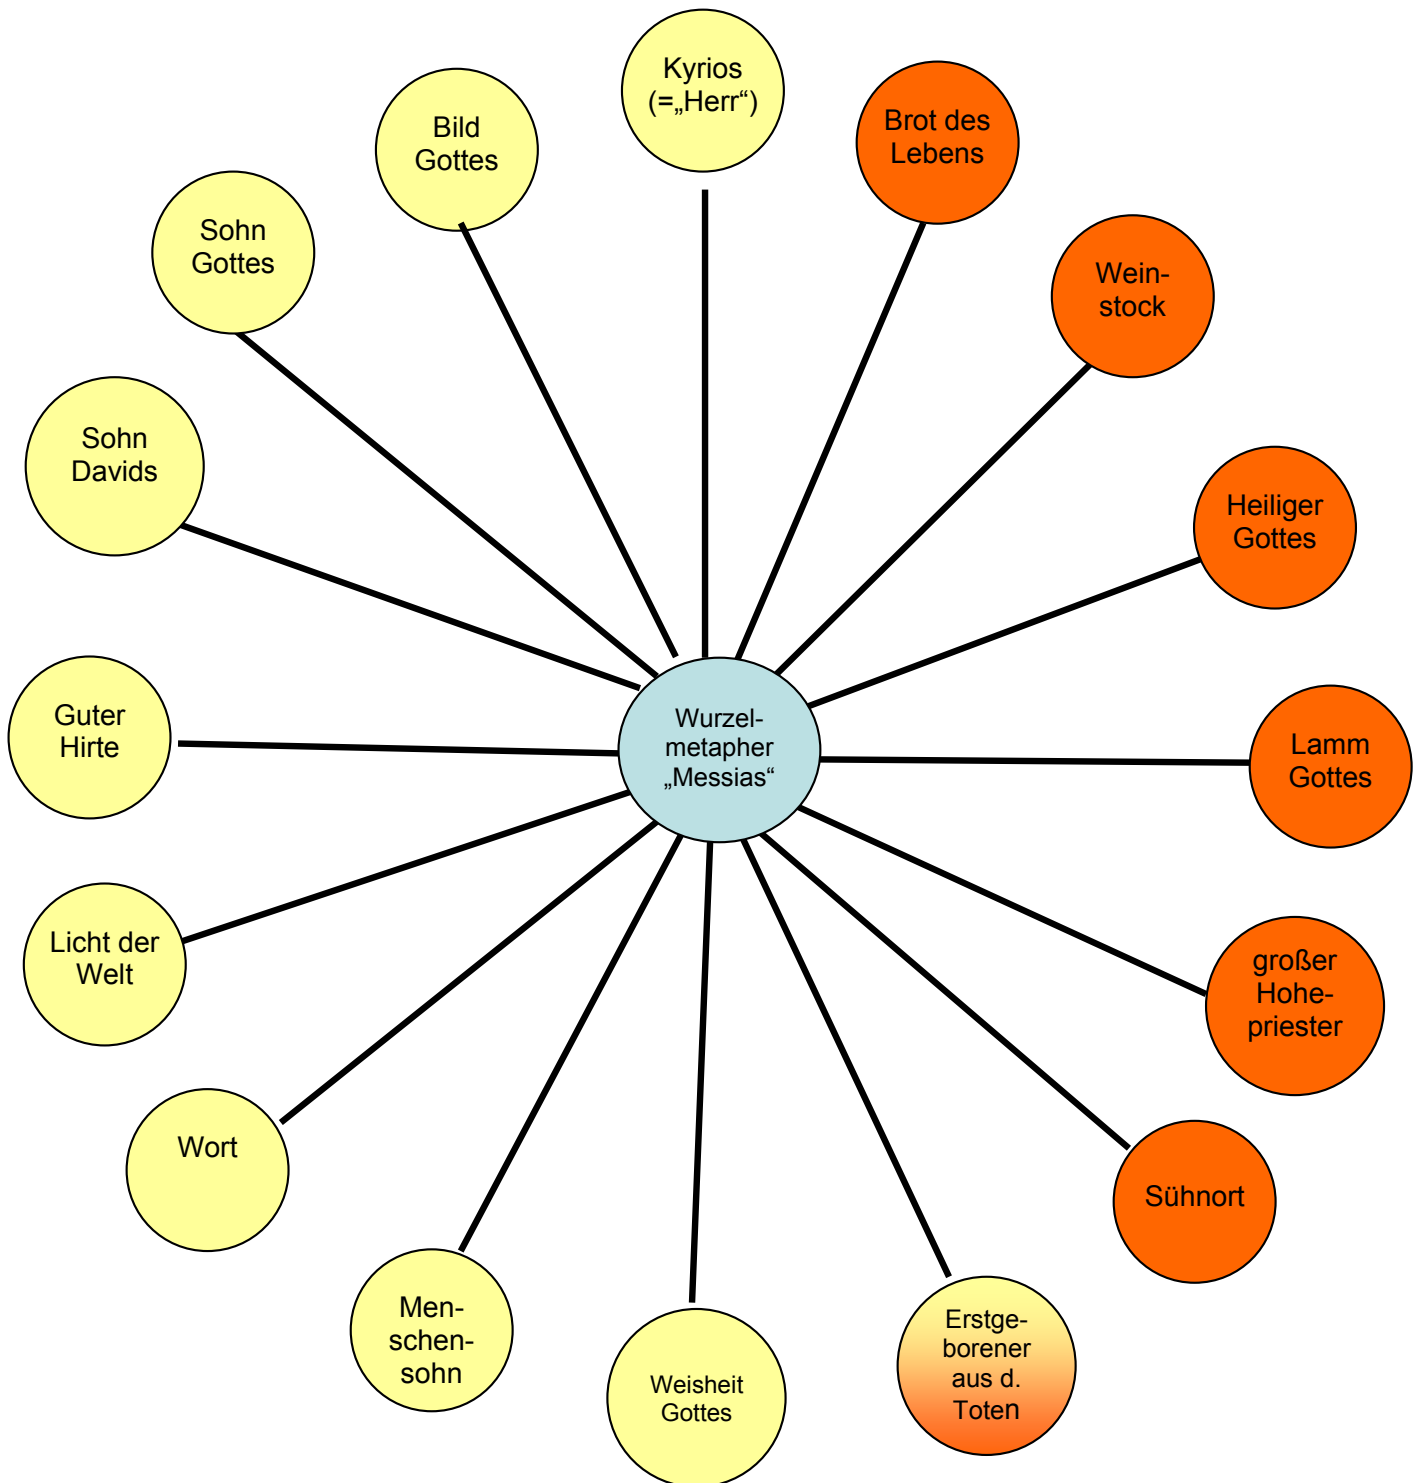 Kyrios
(=„Herr“)
Brot des
Lebens
Wein-
stock
Heiliger
Gottes
Lamm
Gottes
großer
Hohe-
priester
Sühnort
Erstge-
borener
aus d.
Toten
Weisheit
Gottes
Men-
schen-
sohn
Wort
Licht der
Welt
Guter
Hirte
Sohn
Davids
Sohn
Gottes
Bild
Gottes
Wurzel-
metapher
„Messias“